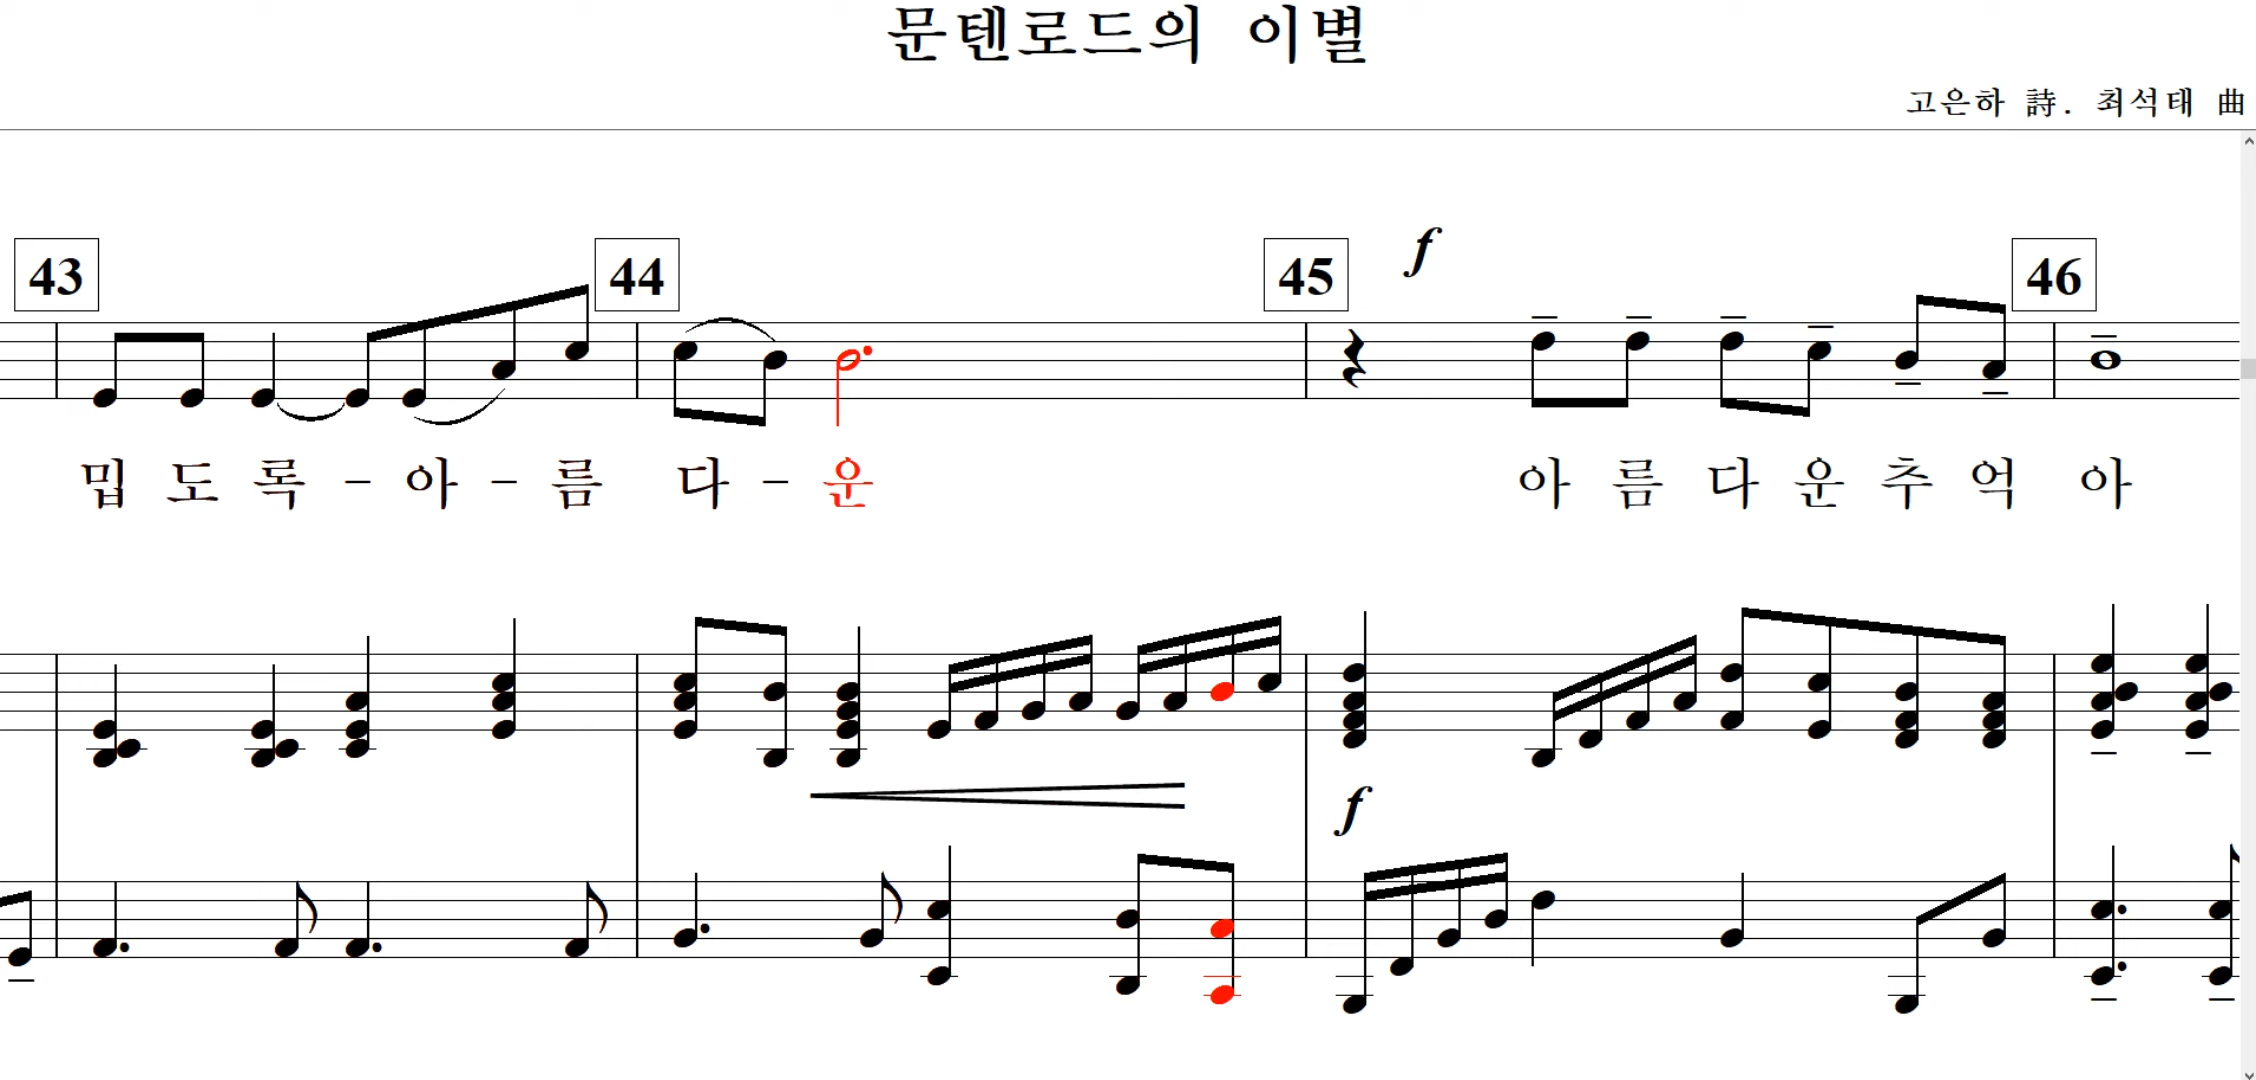 문텐로드의 이별
고은하 詩. 최석태 曲
43 44 45 f 46
밉 도 록 - 아 - 름 다 - 운 아 름 다 운 추 억 아
f